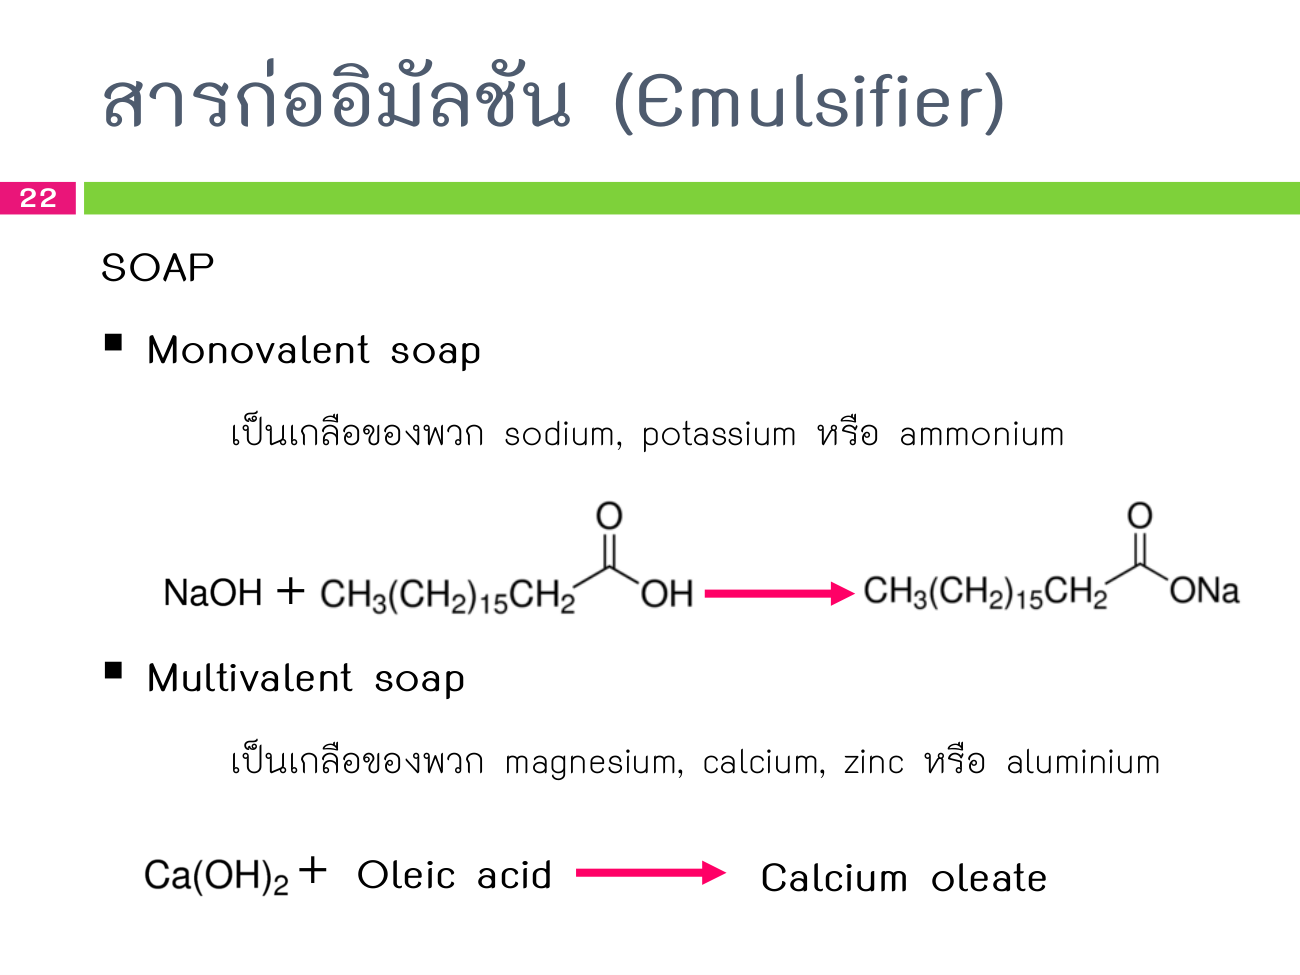 สารก่ออิมัลชัน (Emulsifier)
22
SOAP
▪ Monovalent soap
เป็นเกลือของพวก sodium, potassium หรือ ammonium
NaOH + CH₃(CH₂)₁₅CH₂ O OH → CH₃(CH₂)₁₅CH₂ O ONa
▪ Multivalent soap
เป็นเกลือของพวก magnesium, calcium, zinc หรือ aluminium
Ca(OH)₂ + Oleic acid → Calcium oleate